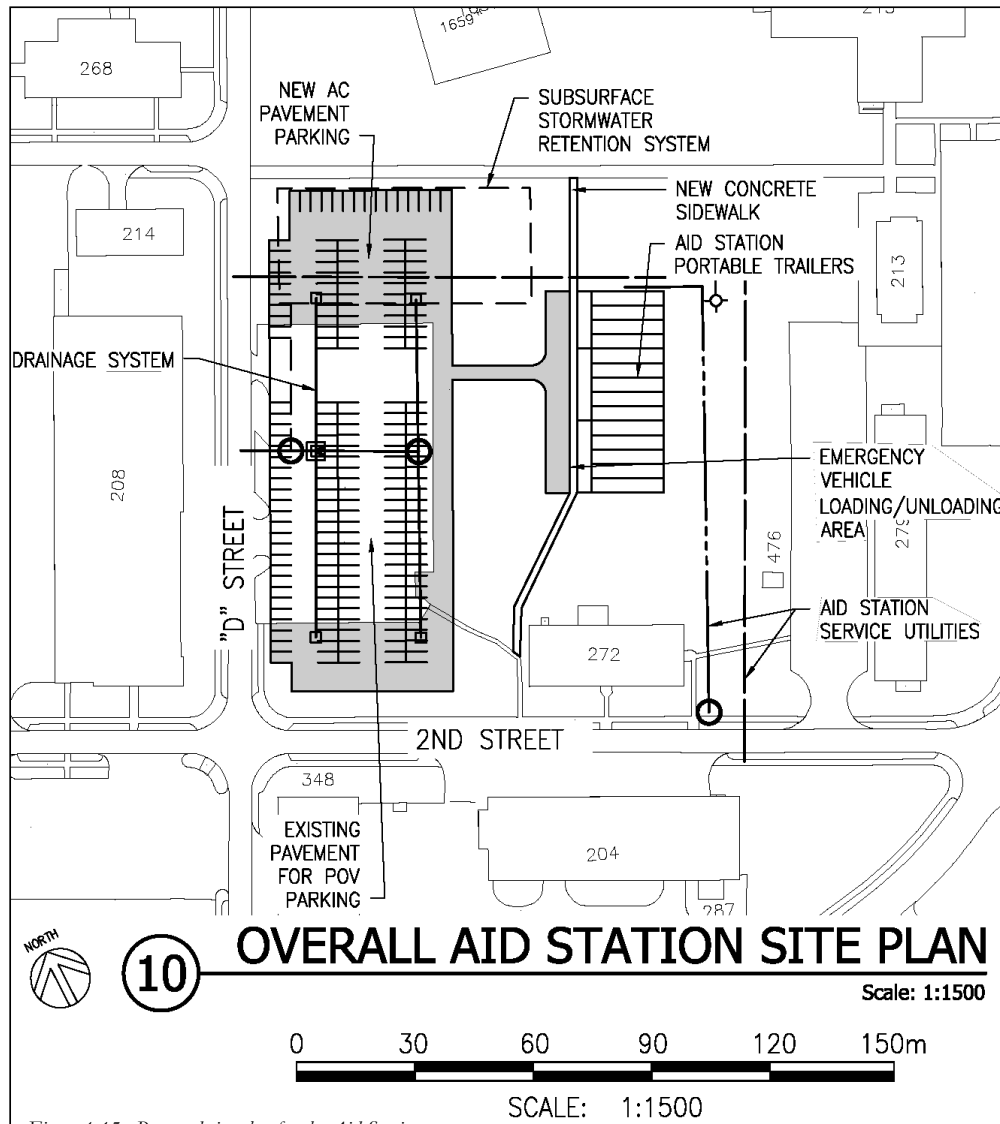 1659
268
NEW AC
PAVEMENT
PARKING
SUBSURFACE
STORMWATER
RETENTION SYSTEM
NEW CONCRETE
SIDEWALK
AID STATION
PORTABLE TRAILERS
214
213
DRAINAGE SYSTEM
208
"D" STREET
EMERGENCY
VEHICLE
LOADING/UNLOADING
AREA
279
476
AID STATION
SERVICE UTILITIES
272
2ND STREET
348
EXISTING
PAVEMENT
FOR POV
PARKING
204
287
NORTH
10
OVERALL AID STATION SITE PLAN
Scale: 1:1500
0 30 60 90 120 150m
SCALE: 1:1500